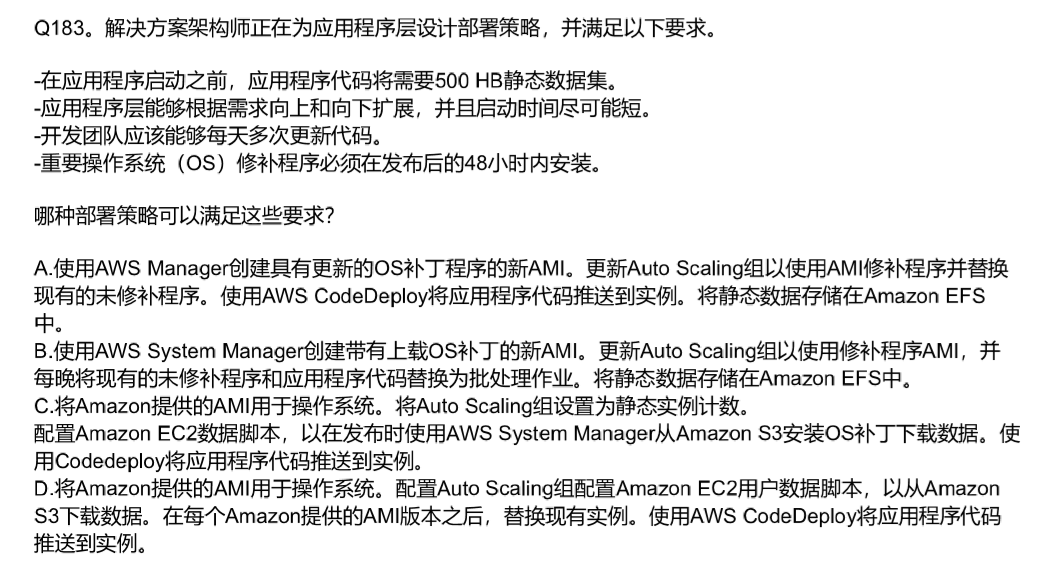 Q183。解决方案架构师正在为应用程序层设计部署策略，并满足以下要求。
-在应用程序启动之前，应用程序代码将需要500 HB静态数据集。
-应用程序层能够根据需求向上和向下扩展，并且启动时间尽可能短。
-开发团队应该能够每天多次更新代码。
-重要操作系统（OS）修补程序必须在发布后的48小时内安装。
哪种部署策略可以满足这些要求？
A.使用AWS Manager创建具有更新的OS补丁程序的新AMI。更新Auto Scaling组以使用AMI修补程序并替换
现有的未修补程序。使用AWS CodeDeploy将应用程序代码推送到实例。将静态数据存储在Amazon EFS
中。
B.使用AWS System Manager创建带有上载OS补丁的新AMI。更新Auto Scaling组以使用修补程序AMI，并
每晚将现有的未修补程序和应用程序代码替换为批处理作业。将静态数据存储在Amazon EFS中。
C.将Amazon提供的AMI用于操作系统。将Auto Scaling组设置为静态实例计数。
配置Amazon EC2数据脚本，以在发布时使用AWS System Manager从Amazon S3安装OS补丁下载数据。使
用Codedeploy将应用程序代码推送到实例。
D.将Amazon提供的AMI用于操作系统。配置Auto Scaling组配置Amazon EC2用户数据脚本，以从Amazon
S3下载数据。在每个Amazon提供的AMI版本之后，替换现有实例。使用AWS CodeDeploy将应用程序代码
推送到实例。